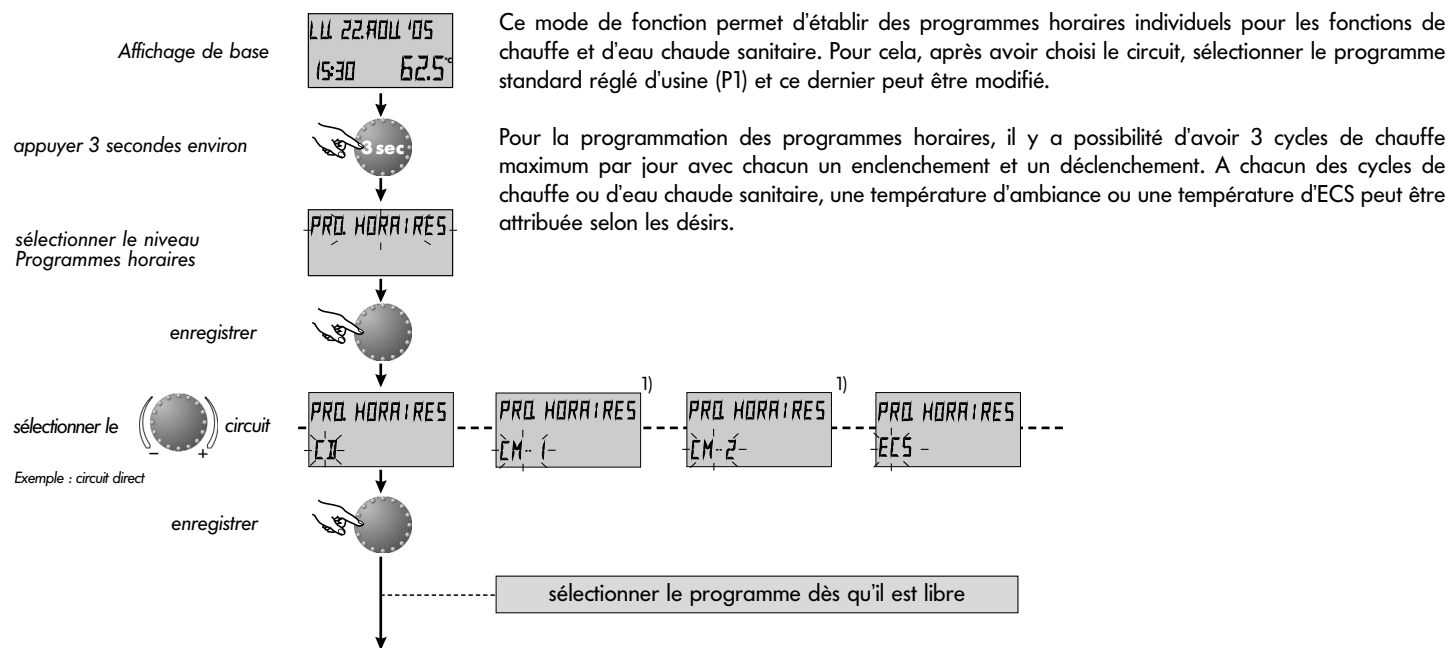 Affichage de base
LU. 22.AOU. '05
15:30 62.5°c
Ce mode de fonction permet d'établir des programmes horaires individuels pour les fonctions de
chauffe et d'eau chaude sanitaire. Pour cela, après avoir choisi le circuit, sélectionner le programme
standard réglé d'usine (P1) et ce dernier peut être modifié.
appuyer 3 secondes environ
3 sec
Pour la programmation des programmes horaires, il y a possibilité d'avoir 3 cycles de chauffe
maximum par jour avec chacun un enclenchement et un déclenchement. A chacun des cycles de
chauffe ou d'eau chaude sanitaire, une température d'ambiance ou une température d'ECS peut être
attribuée selon les désirs.
sélectionner le niveau
Programmes horaires
PRO. HORAIRES
enregistrer
sélectionner le circuit
- +
Exemple : circuit direct
PRO. HORAIRES
CD
1)
PRO. HORAIRES
CM-1
1)
PRO. HORAIRES
CM-2
PRO. HORAIRES
ECS
enregistrer
sélectionner le programme dès qu'il est libre